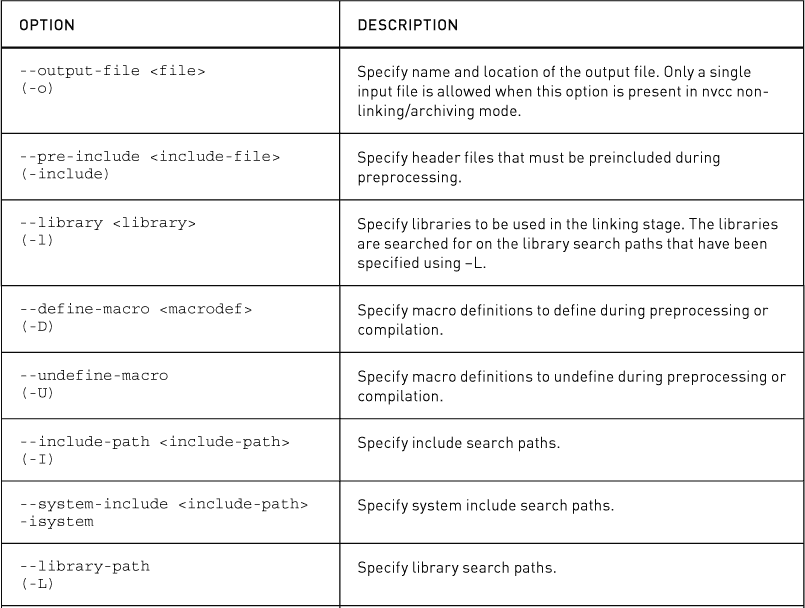 OPTION DESCRIPTION
--output-file <file>
(-o)
Specify name and location of the output file. Only a single
input file is allowed when this option is present in nvcc non-
linking/archiving mode.
--pre-include <include-file>
(-include)
Specify header files that must be preincluded during
preprocessing.
--library <library>
(-l)
Specify libraries to be used in the linking stage. The libraries
are searched for on the library search paths that have been
specified using –L.
--define-macro <macrodef>
(-D)
Specify macro definitions to define during preprocessing or
compilation.
--undefine-macro
(-U)
Specify macro definitions to undefine during preprocessing or
compilation.
--include-path <include-path>
(-I)
Specify include search paths.
--system-include <include-path>
-isystem
Specify system include search paths.
--library-path
(-L)
Specify library search paths.